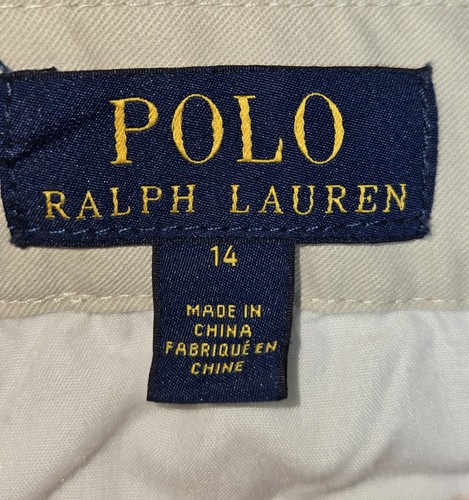 POLO
RALPH LAUREN
14
MADE IN
CHINA
FABRIQUÉ EN
CHINE